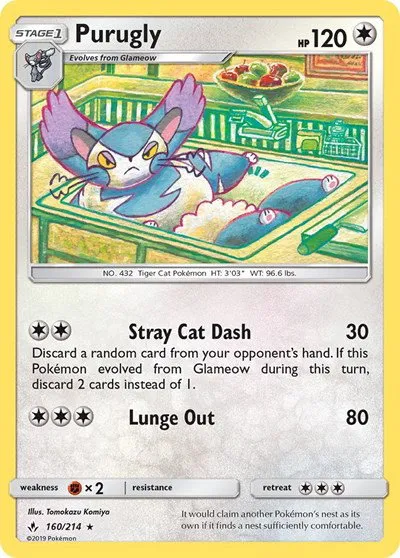 STAGE1 Purugly HP 120
Evolves from Glameow
NO. 432 Tiger Cat Pokémon HT: 3'03" WT: 96.6 lbs.
Stray Cat Dash 30
Discard a random card from your opponent's hand. If this
Pokémon evolved from Glameow during this turn,
discard 2 cards instead of 1.
Lunge Out 80
weakness × 2 resistance retreat
Illus. Tomokazu Komiya
160/214 ★
©2019 Pokémon
It would claim another Pokémon's nest as its
own if it finds a nest sufficiently comfortable.